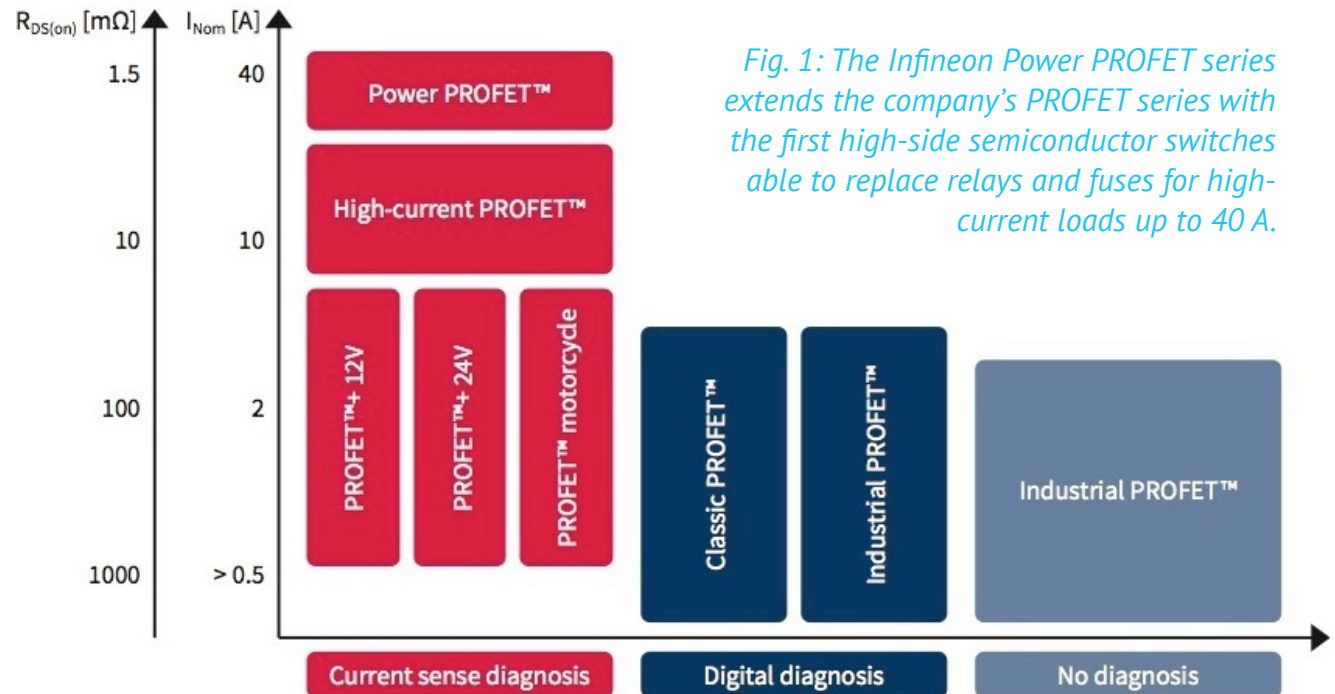 R_DS(on) [mΩ] I_Nom [A]
1.5 40
10 10
100 2
1000 > 0.5
Fig. 1: The Infineon Power PROFET series
extends the company’s PROFET series with
the first high-side semiconductor switches
able to replace relays and fuses for high-
current loads up to 40 A.
Power PROFET™
High-current PROFET™
PROFET™+ 12V
PROFET™+ 24V
PROFET™ motorcycle
Classic PROFET™
Industrial PROFET™
Industrial PROFET™
Current sense diagnosis
Digital diagnosis
No diagnosis